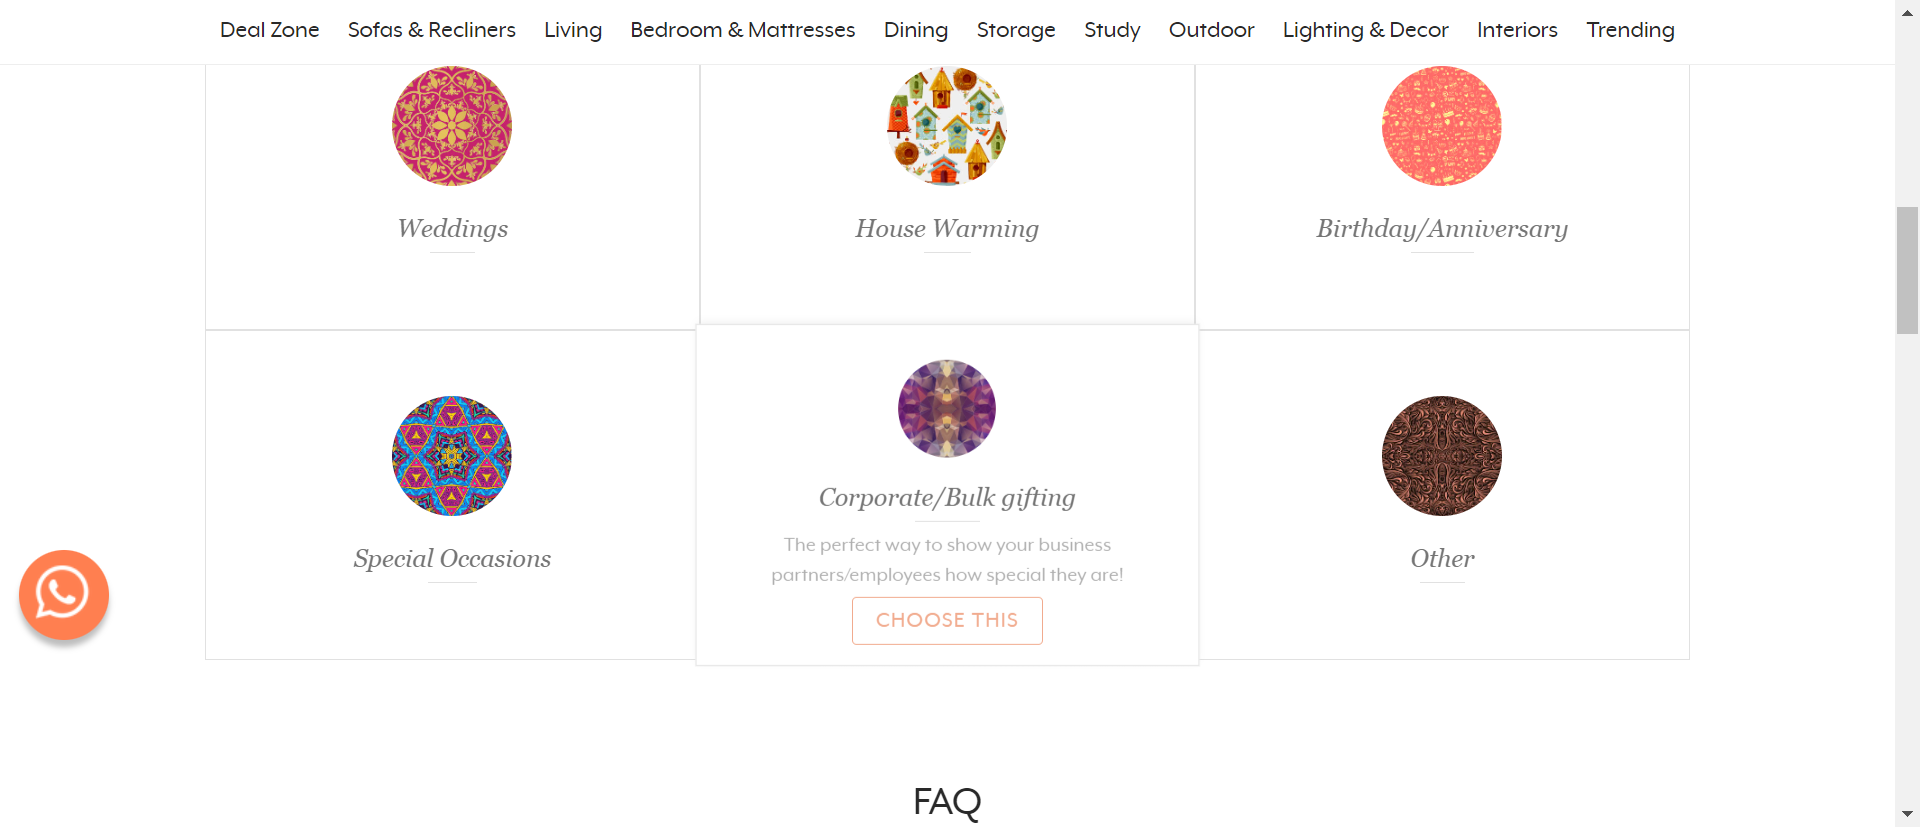 Deal Zone Sofas & Recliners Living Bedroom & Mattresses Dining Storage Study Outdoor Lighting & Decor Interiors Trending
Weddings
House Warming
Birthday/Anniversary
Special Occasions
Corporate/Bulk gifting
The perfect way to show your business
partners/employees how special they are!
CHOOSE THIS
Other
FAQ